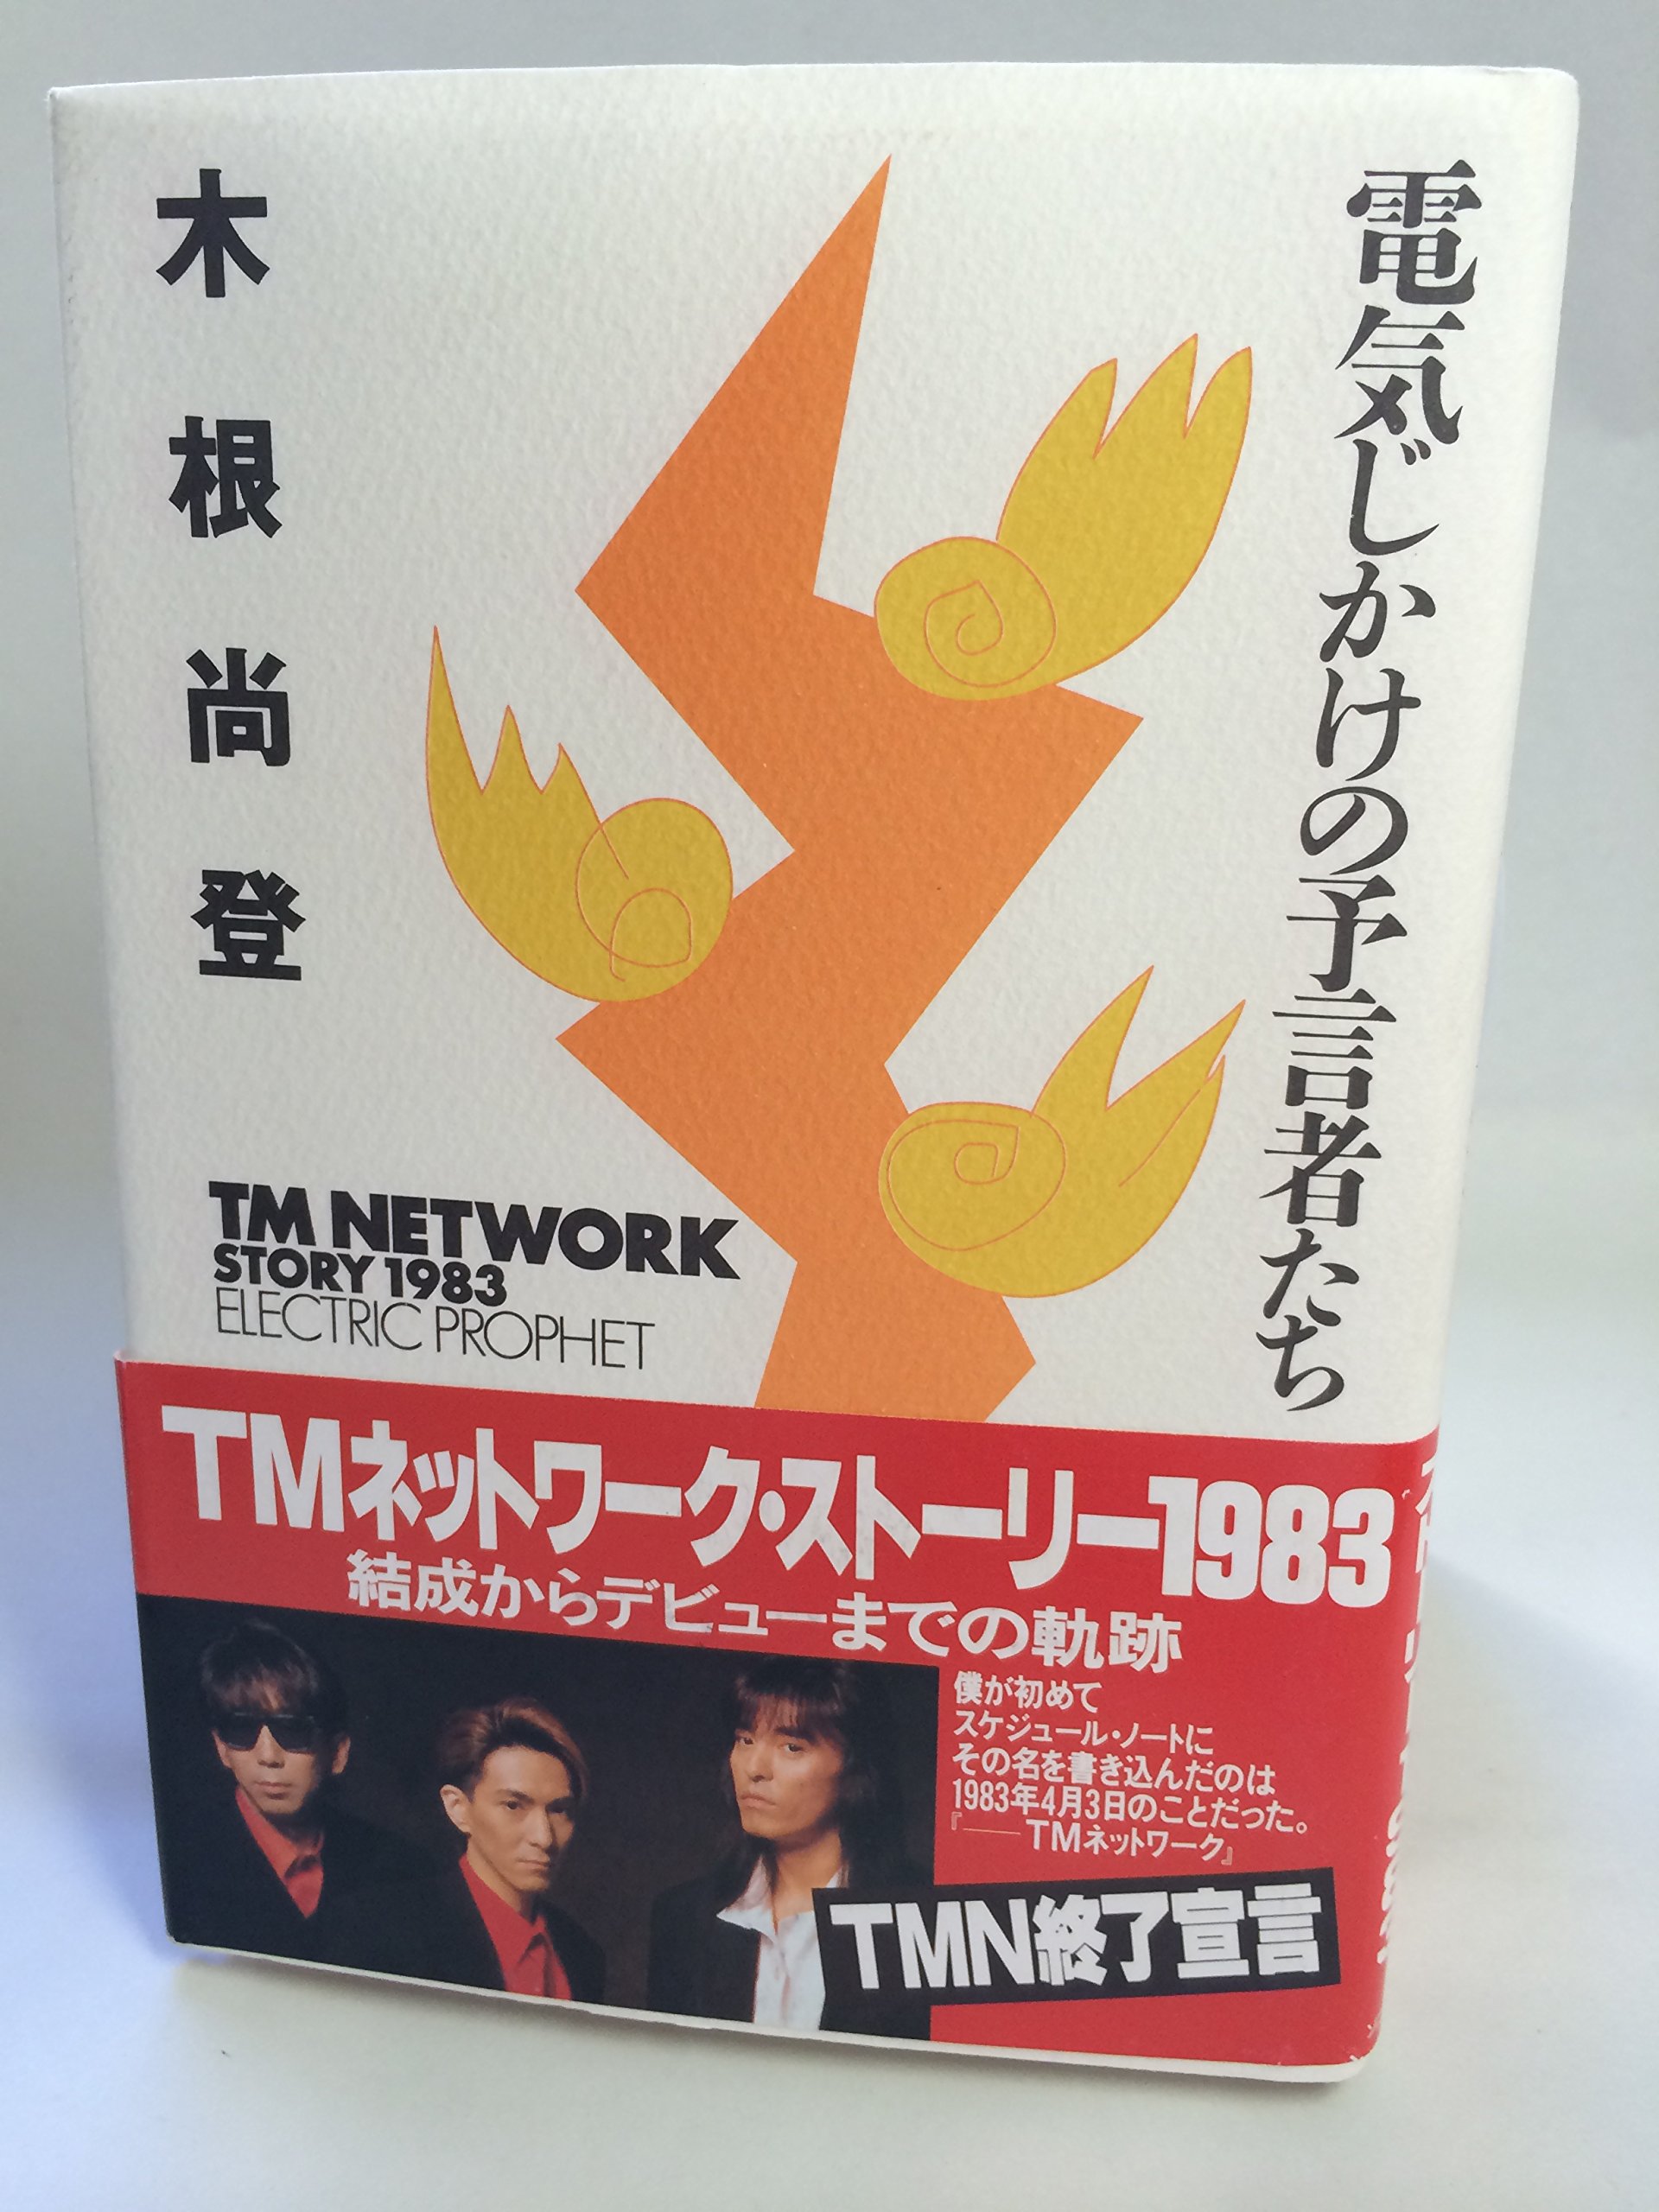 電気じかけの予言者たち
木根尚登
TM NETWORK
STORY 1983
ELECTRIC PROPHET
TMネットワーク・ストーリー1983
結成からデビューまでの軌跡
僕が初めて
スケジュール・ノートに
その名を書き込んだのは
1983年4月3日のことだった。
『――TMネットワーク』
TMN終了宣言